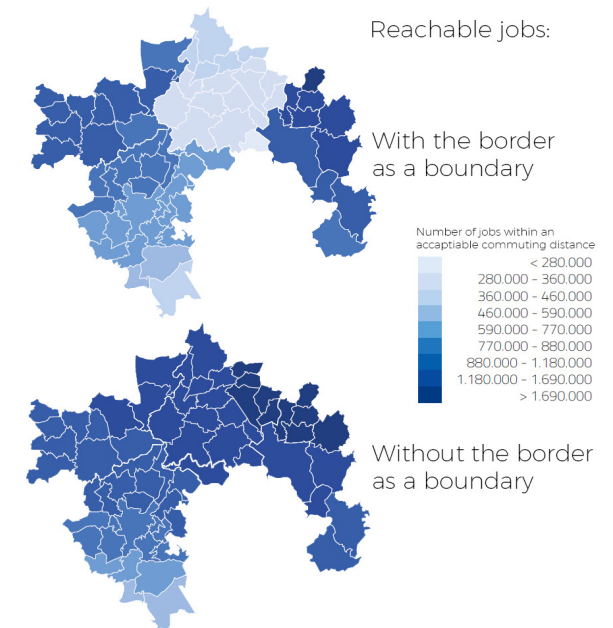 Reachable jobs:
With the border
as a boundary
Number of jobs within an
accaptiable commuting distance
< 280.000
280.000 - 360.000
360.000 - 460.000
460.000 - 590.000
590.000 - 770.000
770.000 - 880.000
880.000 - 1.180.000
1.180.000 - 1.690.000
> 1.690.000
Without the border
as a boundary